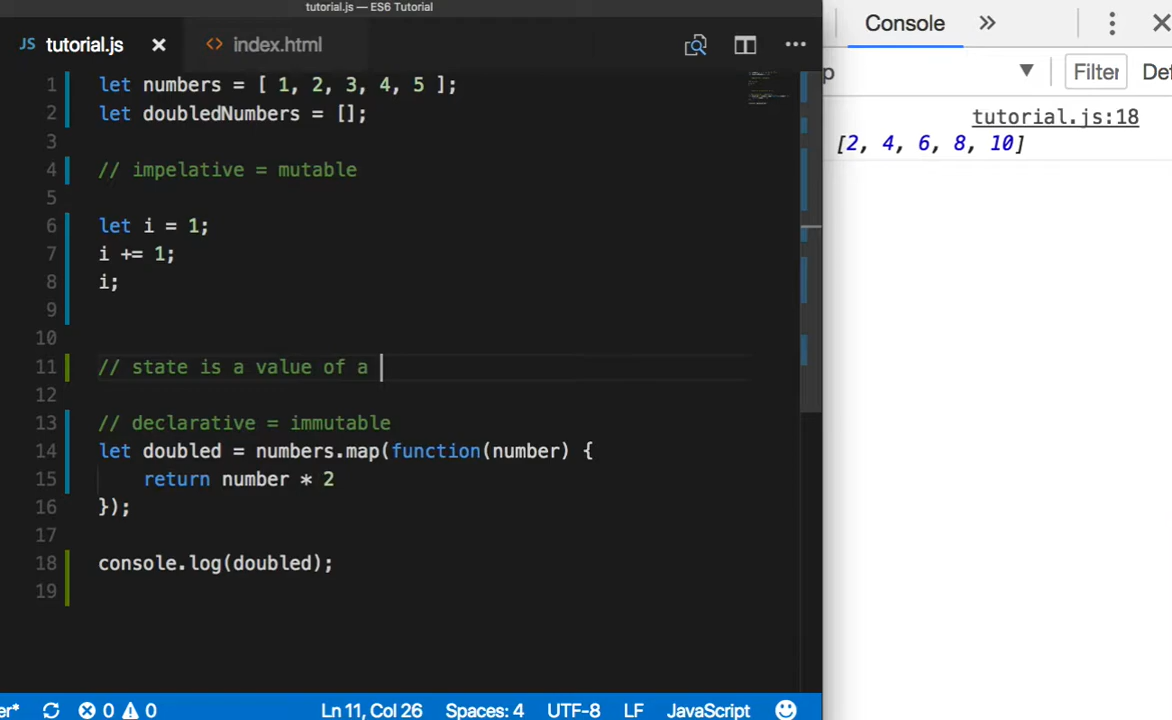 tutorial.js — ES6 Tutorial
JS tutorial.js × <> index.html ···
1 let numbers = [ 1, 2, 3, 4, 5 ];
2 let doubledNumbers = [];
3
4 // impelative = mutable
5
6 let i = 1;
7 i += 1;
8 i;
9
10
11 // state is a value of a
12
13 // declarative = immutable
14 let doubled = numbers.map(function(number) {
15 return number * 2
16 });
17
18 console.log(doubled);
19
er* 0 0 Ln 11, Col 26 Spaces: 4 UTF-8 LF JavaScript
Console »
p ▼ Filter Def
tutorial.js:18
[2, 4, 6, 8, 10]